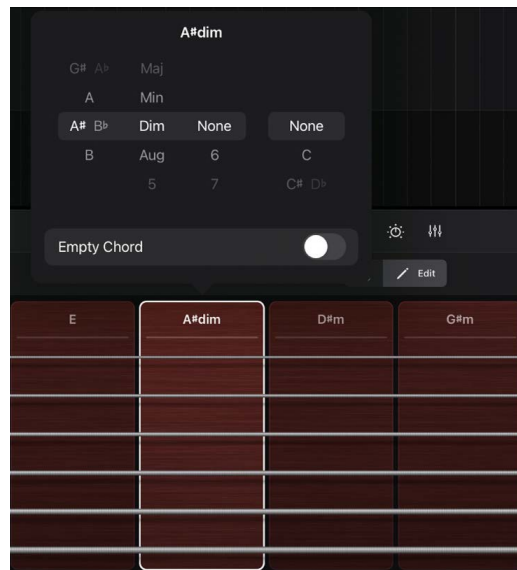 A#dim
G# A♭ Maj
A Min
A# B♭ Dim None None
B Aug 6 C
5 7 C# D♭
Empty Chord
Edit
E A#dim D#m G#m